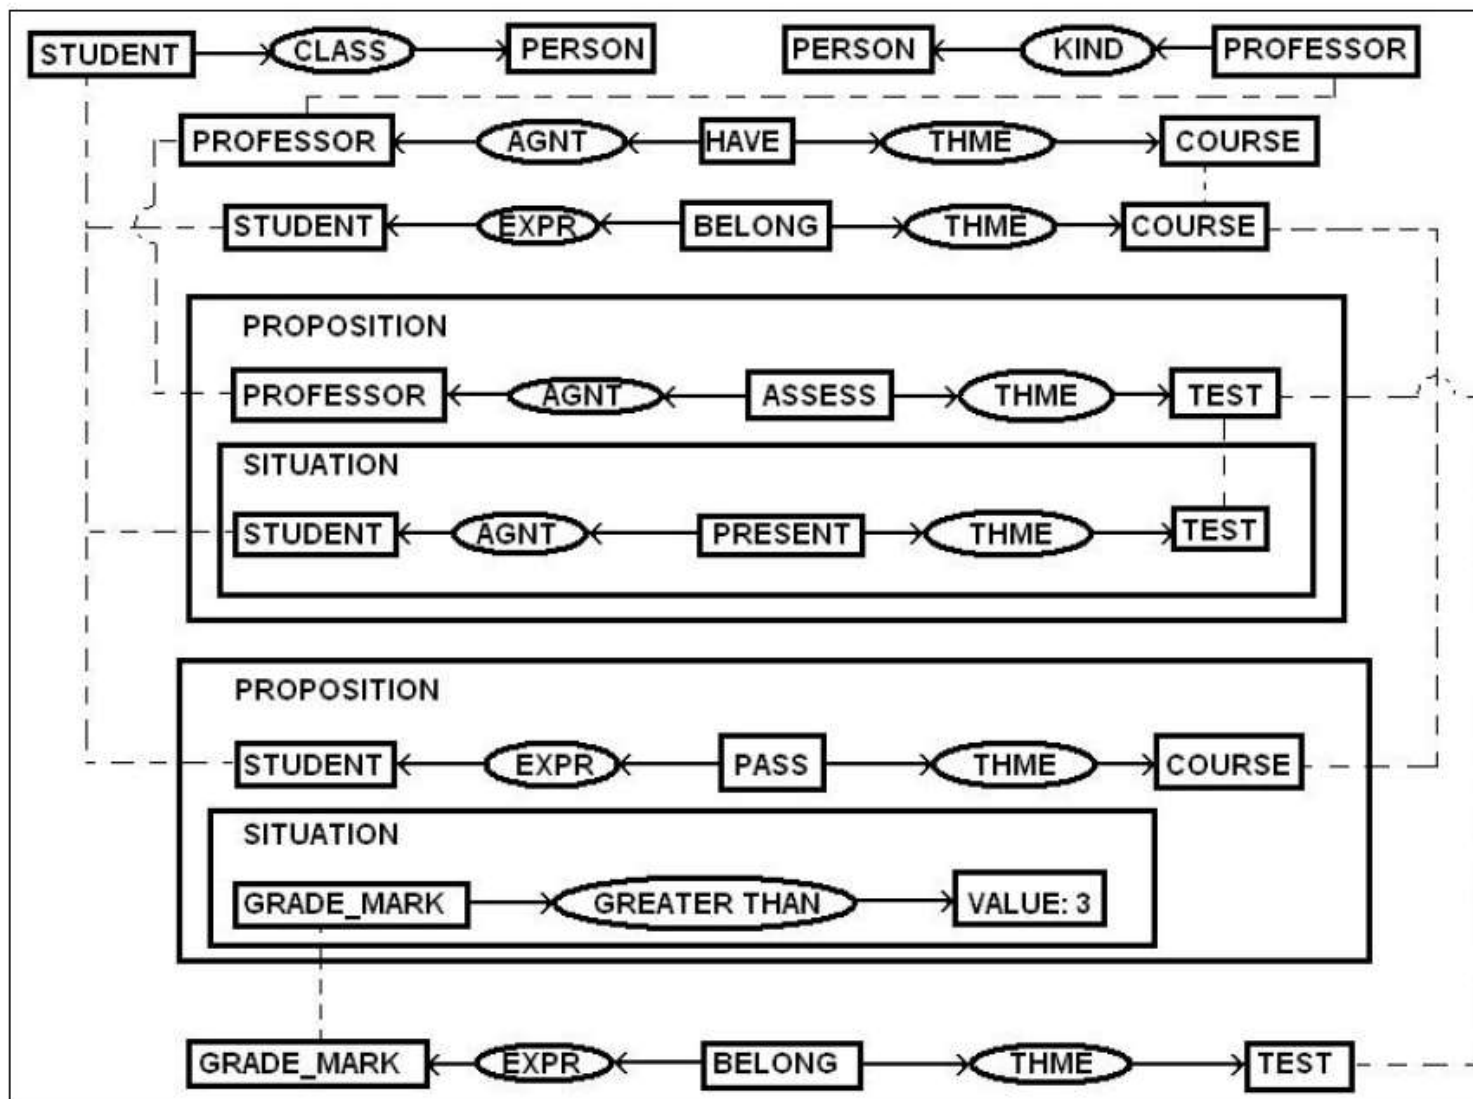 STUDENT CLASS PERSON PERSON KIND PROFESSOR
PROFESSOR AGNT HAVE THME COURSE
STUDENT EXPR BELONG THME COURSE
PROPOSITION
PROFESSOR AGNT ASSESS THME TEST
SITUATION
STUDENT AGNT PRESENT THME TEST
PROPOSITION
STUDENT EXPR PASS THME COURSE
SITUATION
GRADE_MARK GREATER THAN VALUE: 3
GRADE_MARK EXPR BELONG THME TEST